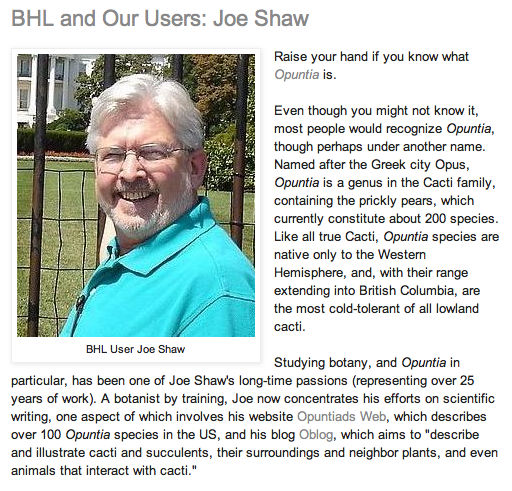 BHL and Our Users: Joe Shaw
Raise your hand if you know what
Opuntia is.
Even though you might not know it,
most people would recognize Opuntia,
though perhaps under another name.
Named after the Greek city Opus,
Opuntia is a genus in the Cacti family,
containing the prickly pears, which
currently constitute about 200 species.
Like all true Cacti, Opuntia species are
native only to the Western
Hemisphere, and, with their range
extending into British Columbia, are
the most cold-tolerant of all lowland
cacti.
BHL User Joe Shaw
Studying botany, and Opuntia in
particular, has been one of Joe Shaw's long-time passions (representing over 25
years of work). A botanist by training, Joe now concentrates his efforts on scientific
writing, one aspect of which involves his website Opuntiads Web, which describes
over 100 Opuntia species in the US, and his blog Oblog, which aims to "describe
and illustrate cacti and succulents, their surroundings and neighbor plants, and even
animals that interact with cacti."